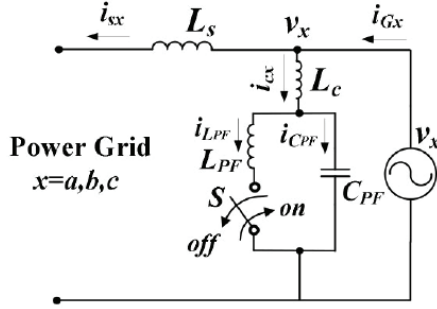 i_sx
L_s
v_x
i_Gx
i_cx
L_c
i_LPF
i_CPF
v_x
L_PF
Power Grid
x=a,b,c
S
on
C_PF
off